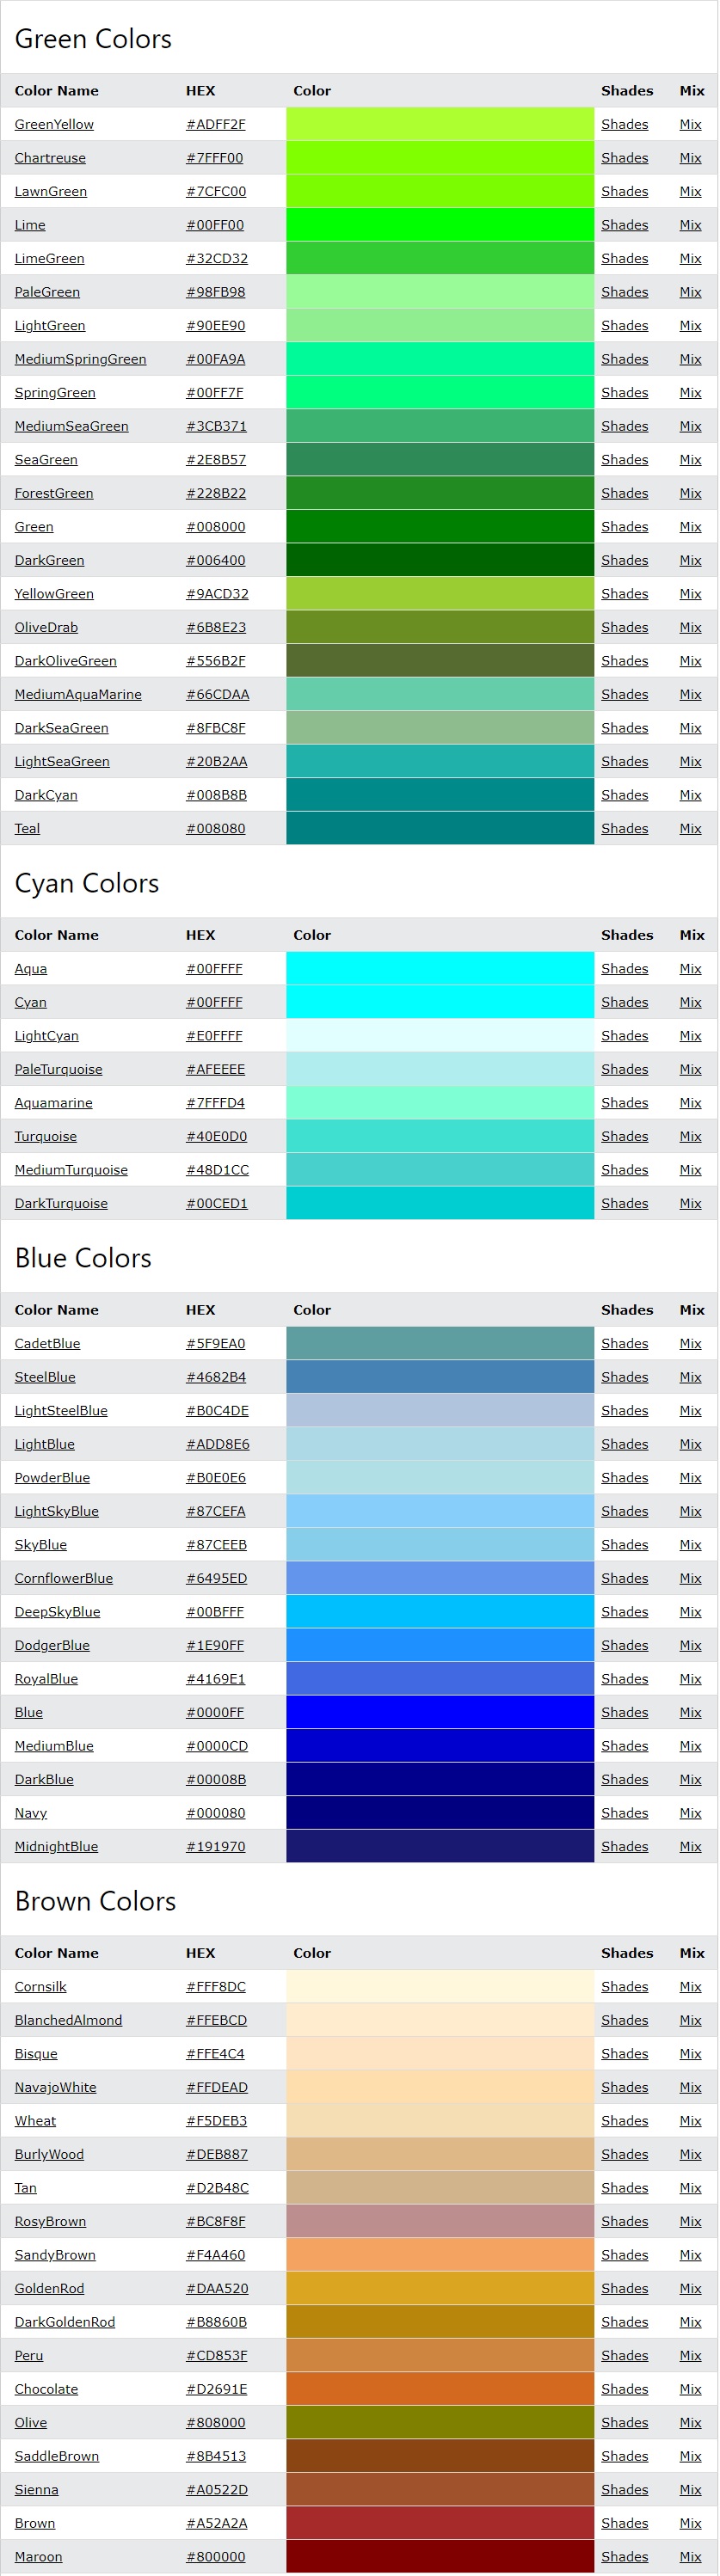 Green Colors
Color Name HEX Color Shades Mix
GreenYellow #ADFF2F Shades Mix
Chartreuse #7FFF00 Shades Mix
LawnGreen #7CFC00 Shades Mix
Lime #00FF00 Shades Mix
LimeGreen #32CD32 Shades Mix
PaleGreen #98FB98 Shades Mix
LightGreen #90EE90 Shades Mix
MediumSpringGreen #00FA9A Shades Mix
SpringGreen #00FF7F Shades Mix
MediumSeaGreen #3CB371 Shades Mix
SeaGreen #2E8B57 Shades Mix
ForestGreen #228B22 Shades Mix
Green #008000 Shades Mix
DarkGreen #006400 Shades Mix
YellowGreen #9ACD32 Shades Mix
OliveDrab #6B8E23 Shades Mix
DarkOliveGreen #556B2F Shades Mix
MediumAquaMarine #66CDAA Shades Mix
DarkSeaGreen #8FBC8F Shades Mix
LightSeaGreen #20B2AA Shades Mix
DarkCyan #008B8B Shades Mix
Teal #008080 Shades Mix
Cyan Colors
Color Name HEX Color Shades Mix
Aqua #00FFFF Shades Mix
Cyan #00FFFF Shades Mix
LightCyan #E0FFFF Shades Mix
PaleTurquoise #AFEEEE Shades Mix
Aquamarine #7FFFD4 Shades Mix
Turquoise #40E0D0 Shades Mix
MediumTurquoise #48D1CC Shades Mix
DarkTurquoise #00CED1 Shades Mix
Blue Colors
Color Name HEX Color Shades Mix
CadetBlue #5F9EA0 Shades Mix
SteelBlue #4682B4 Shades Mix
LightSteelBlue #B0C4DE Shades Mix
LightBlue #ADD8E6 Shades Mix
PowderBlue #B0E0E6 Shades Mix
LightSkyBlue #87CEFA Shades Mix
SkyBlue #87CEEB Shades Mix
CornflowerBlue #6495ED Shades Mix
DeepSkyBlue #00BFFF Shades Mix
DodgerBlue #1E90FF Shades Mix
RoyalBlue #4169E1 Shades Mix
Blue #0000FF Shades Mix
MediumBlue #0000CD Shades Mix
DarkBlue #00008B Shades Mix
Navy #000080 Shades Mix
MidnightBlue #191970 Shades Mix
Brown Colors
Color Name HEX Color Shades Mix
Cornsilk #FFF8DC Shades Mix
BlanchedAlmond #FFEBCD Shades Mix
Bisque #FFE4C4 Shades Mix
NavajoWhite #FFDEAD Shades Mix
Wheat #F5DEB3 Shades Mix
BurlyWood #DEB887 Shades Mix
Tan #D2B48C Shades Mix
RosyBrown #BC8F8F Shades Mix
SandyBrown #F4A460 Shades Mix
GoldenRod #DAA520 Shades Mix
DarkGoldenRod #B8860B Shades Mix
Peru #CD853F Shades Mix
Chocolate #D2691E Shades Mix
Olive #808000 Shades Mix
SaddleBrown #8B4513 Shades Mix
Sienna #A0522D Shades Mix
Brown #A52A2A Shades Mix
Maroon #800000 Shades Mix